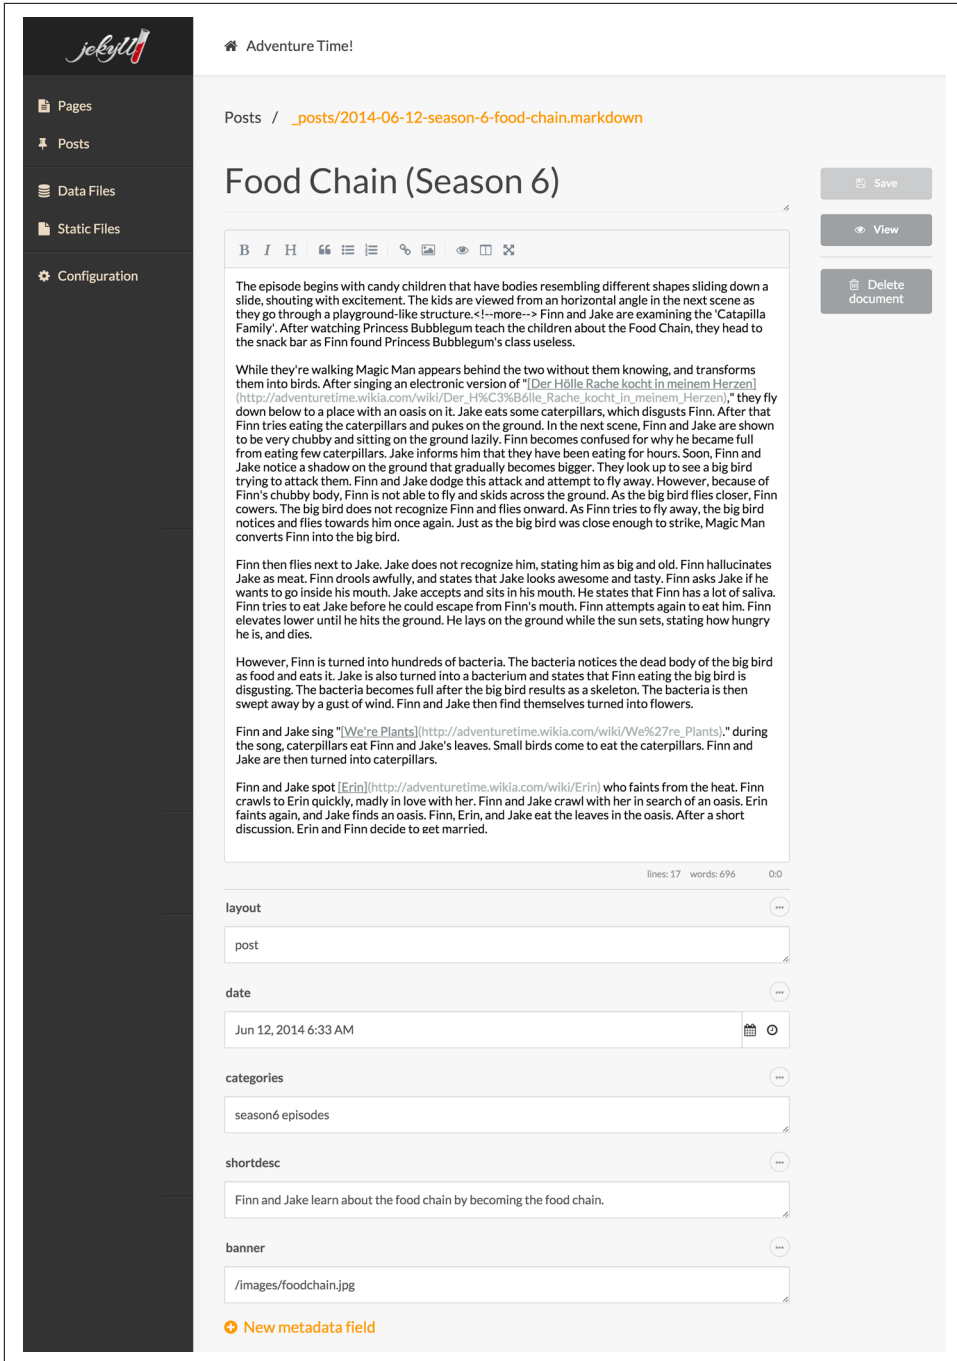 jekyll
Adventure Time!
Pages
Posts
Data Files
Static Files
Configuration
Posts / _posts/2014-06-12-season-6-food-chain.markdown
Food Chain (Season 6)
Save
View
Delete
document
B I H
The episode begins with candy children that have bodies resembling different shapes sliding down a
slide, shouting with excitement. The kids are viewed from an horizontal angle in the next scene as
they go through a playground-like structure.<!--more--> Finn and Jake are examining the 'Catapilla
Family'. After watching Princess Bubblegum teach the children about the Food Chain, they head to
the snack bar as Finn found Princess Bubblegum's class useless.
While they're walking Magic Man appears behind the two without them knowing, and transforms
them into birds. After singing an electronic version of "[Der Hölle Rache kocht in meinem Herzen]
(http://adventuretime.wikia.com/wiki/Der_H%C3%B6lle_Rache_kocht_in_meinem_Herzen)," they fly
down below to a place with an oasis on it. Jake eats some caterpillars, which disgusts Finn. After that
Finn tries eating the caterpillars and pukes on the ground. In the next scene, Finn and Jake are shown
to be very chubby and sitting on the ground lazily. Finn becomes confused for why he became full
from eating few caterpillars. Jake informs him that they have been eating for hours. Soon, Finn and
Jake notice a shadow on the ground that gradually becomes bigger. They look up to see a big bird
trying to attack them. Finn and Jake dodge this attack and attempt to fly away. However, because of
Finn's chubby body, Finn is not able to fly and skids across the ground. As the big bird flies closer, Finn
cowers. The big bird does not recognize Finn and flies onward. As Finn tries to fly away, the big bird
notices and flies towards him once again. Just as the big bird was close enough to strike, Magic Man
converts Finn into the big bird.
Finn then flies next to Jake. Jake does not recognize him, stating him as big and old. Finn hallucinates
Jake as meat. Finn drools awfully, and states that Jake looks awesome and tasty. Finn asks Jake if he
wants to go inside his mouth. Jake accepts and sits in his mouth. He states that Finn has a lot of saliva.
Finn tries to eat Jake before he could escape from Finn's mouth. Finn attempts again to eat him. Finn
elevates lower until he hits the ground. He lays on the ground while the sun sets, stating how hungry
he is, and dies.
However, Finn is turned into hundreds of bacteria. The bacteria notices the dead body of the big bird
as food and eats it. Jake is also turned into a bacterium and states that Finn eating the big bird is
disgusting. The bacteria becomes full after the big bird results as a skeleton. The bacteria is then
swept away by a gust of wind. Finn and Jake then find themselves turned into flowers.
Finn and Jake sing "[We're Plants](http://adventuretime.wikia.com/wiki/We%27re_Plants)." during
the song, caterpillars eat Finn and Jake's leaves. Small birds come to eat the caterpillars. Finn and
Jake are then turned into caterpillars.
Finn and Jake spot [Erin](http://adventuretime.wikia.com/wiki/Erin) who faints from the heat. Finn
crawls to Erin quickly, madly in love with her. Finn and Jake crawl with her in search of an oasis. Erin
faints again, and Jake finds an oasis. Finn, Erin, and Jake eat the leaves in the oasis. After a short
discussion, Erin and Finn decide to get married.
lines: 17 words: 696 0:0
layout
post
date
Jun 12, 2014 6:33 AM
categories
season6 episodes
shortdesc
Finn and Jake learn about the food chain by becoming the food chain.
banner
/images/foodchain.jpg
New metadata field